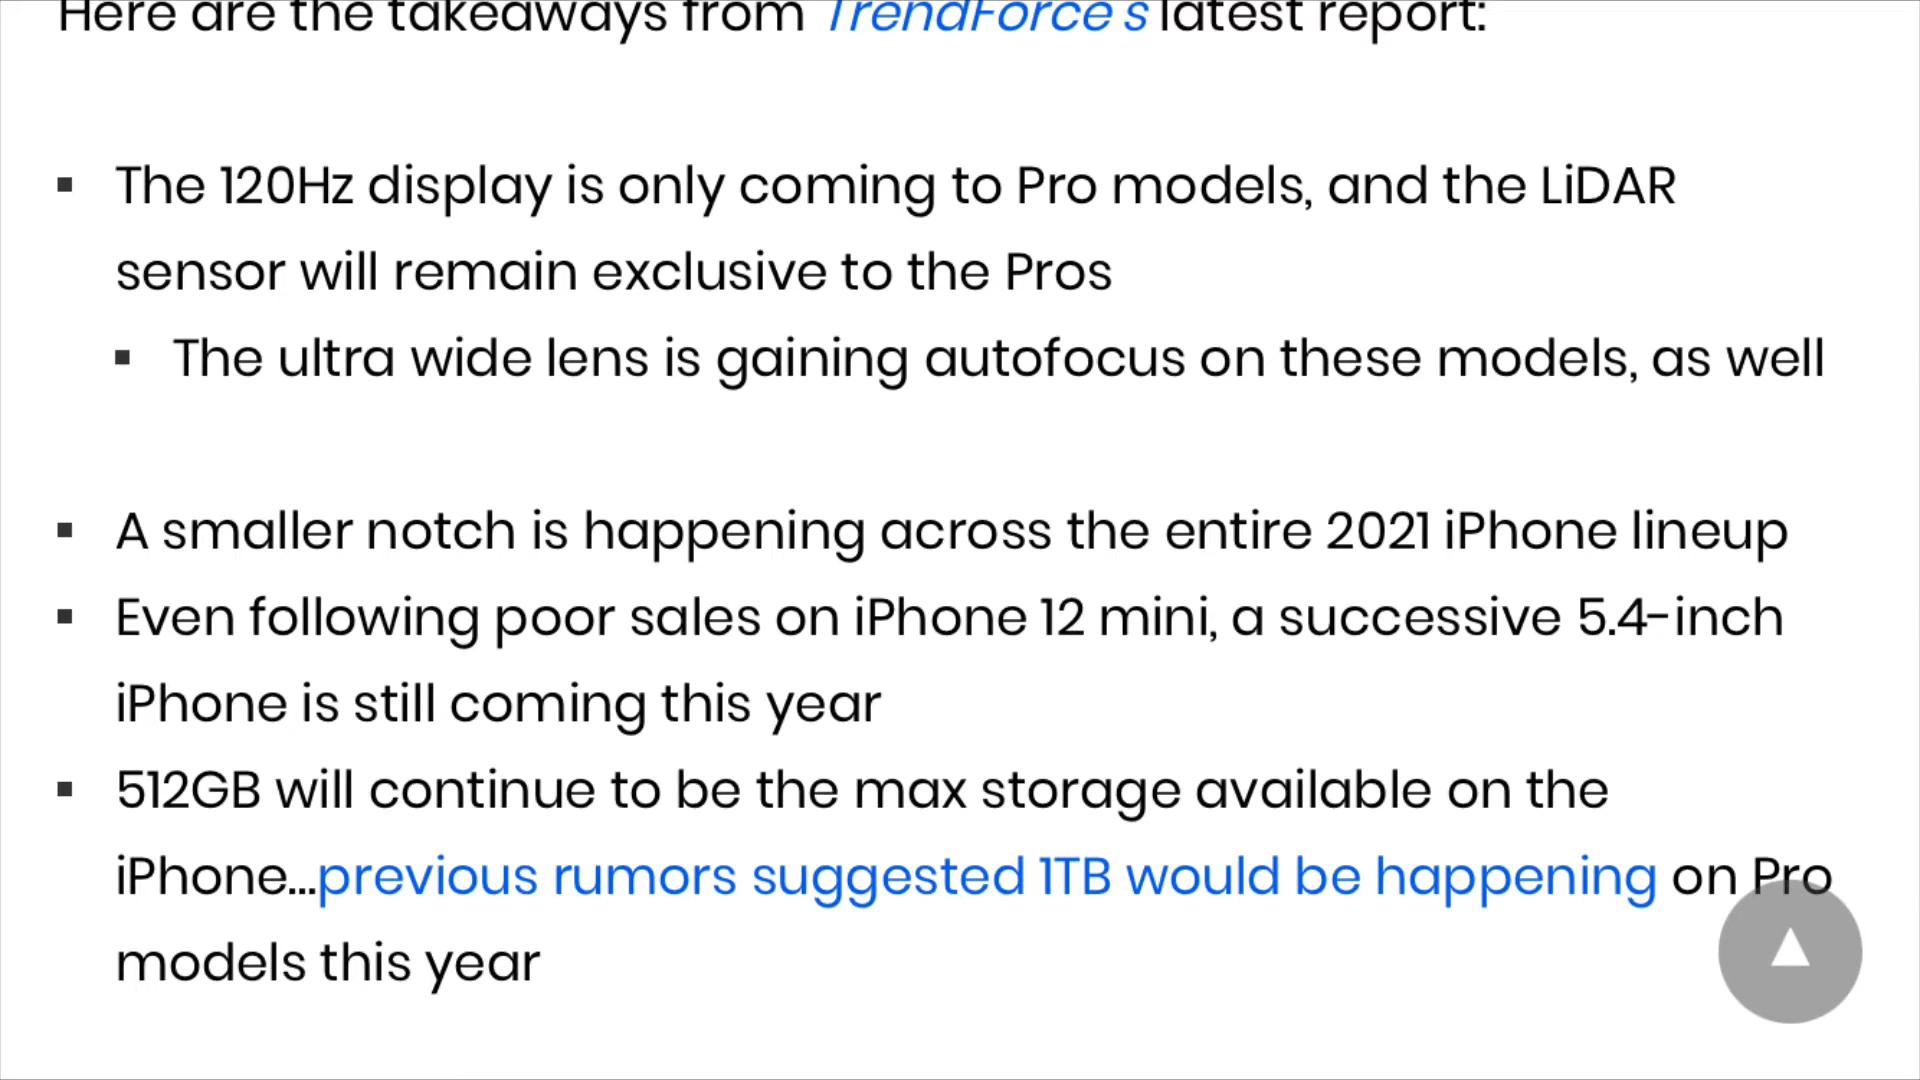 Here are the takeaways from TrendForce's latest report:
The 120Hz display is only coming to Pro models, and the LiDAR
sensor will remain exclusive to the Pros
The ultra wide lens is gaining autofocus on these models, as well
A smaller notch is happening across the entire 2021 iPhone lineup
Even following poor sales on iPhone 12 mini, a successive 5.4-inch
iPhone is still coming this year
512GB will continue to be the max storage available on the
iPhone...previous rumors suggested 1TB would be happening on Pro
models this year